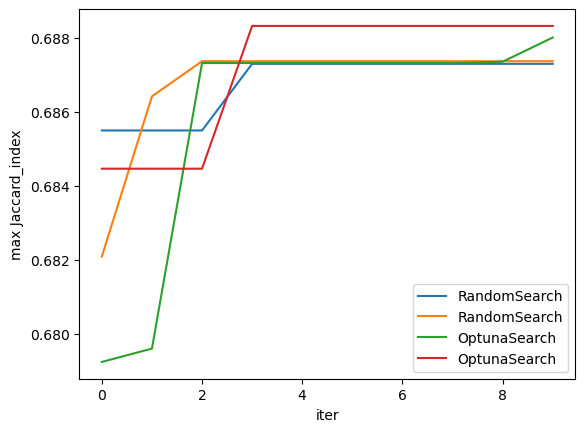 max Jaccard_index
0.688
0.686
0.684
0.682
0.680
0
2
4
6
8
iter
RandomSearch
RandomSearch
OptunaSearch
OptunaSearch